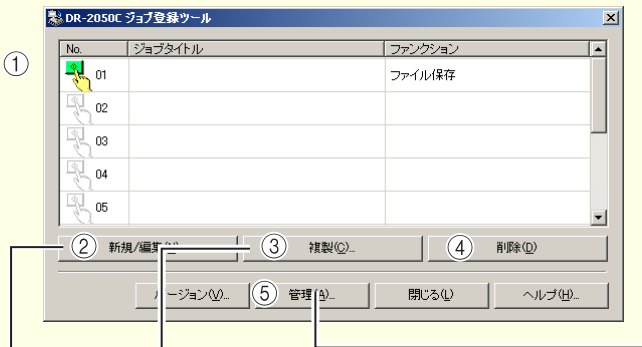 DR-2050C ジョブ登録ツール
No. ジョブタイトル ファンクション
①
01 ファイル保存
02
03
04
05
② 新規/編集 ③ 複製(C)... ④ 削除(D)
バージョン(V)... ⑤ 管理(A)... 閉じる(L) ヘルプ(H)...